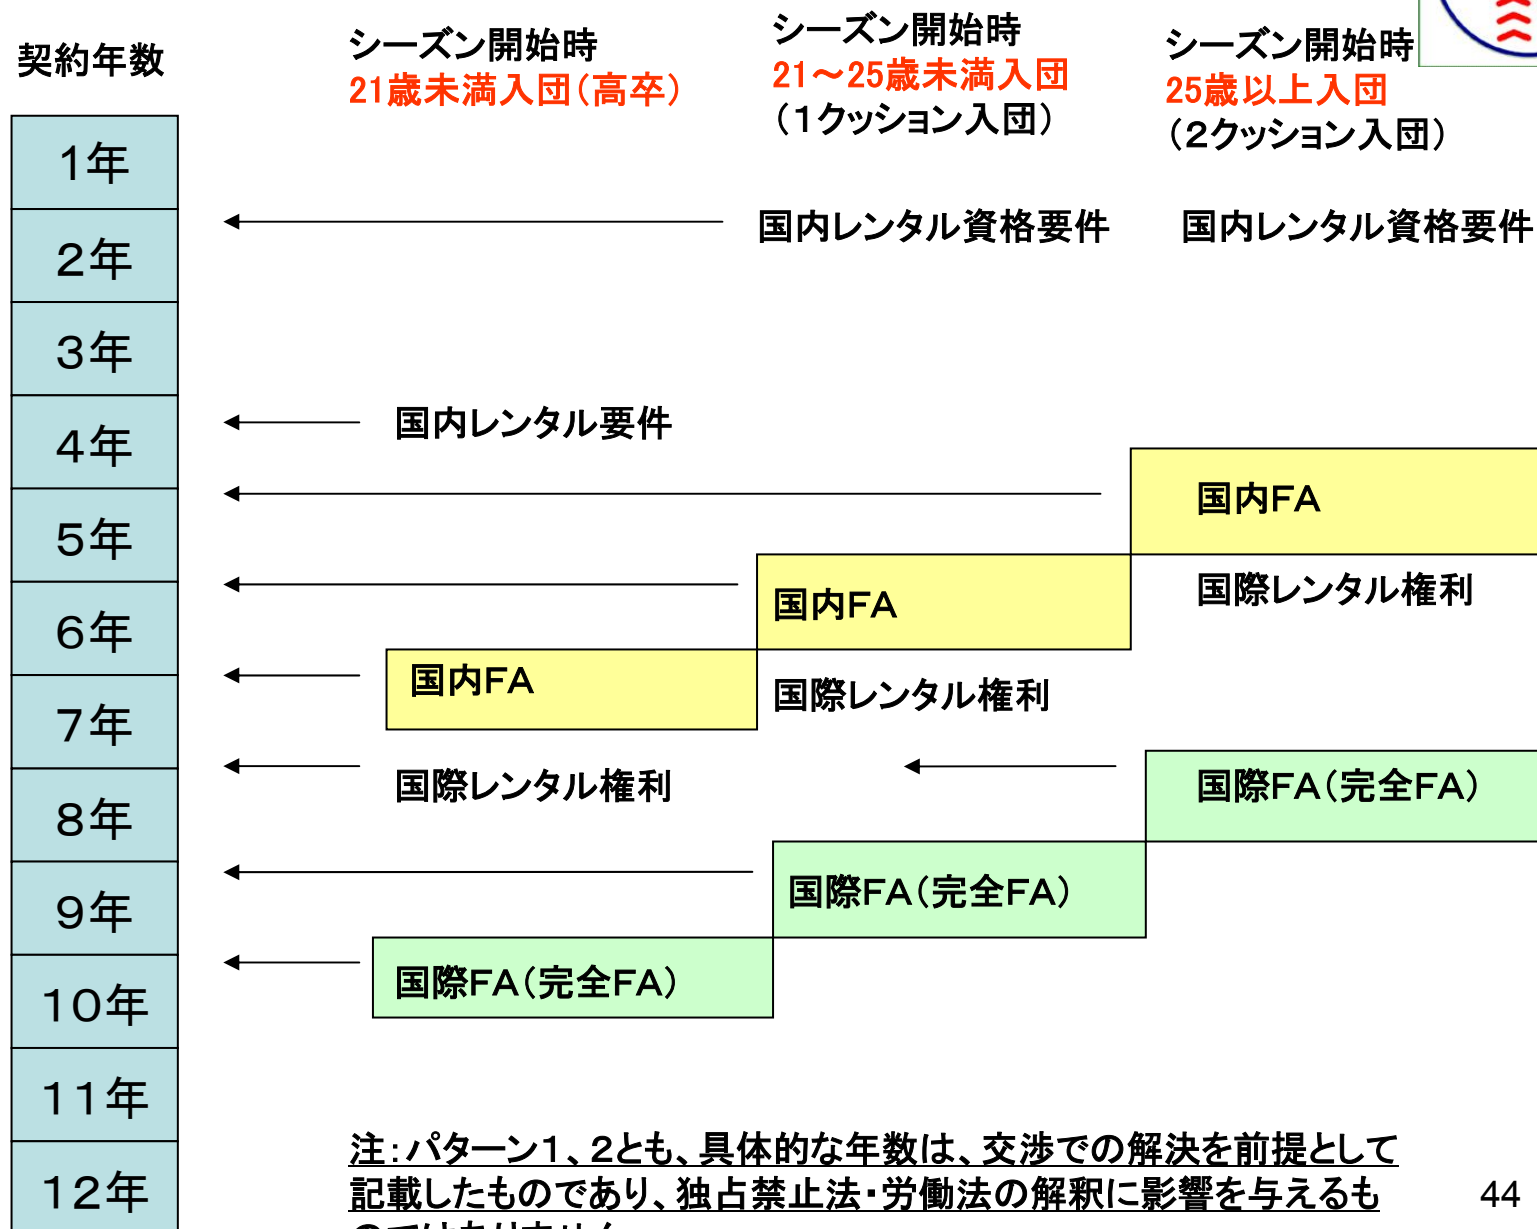 契約年数
シーズン開始時
21歳未満入団(高卒)
シーズン開始時
21～25歳未満入団
(1クッション入団)
シーズン開始時
25歳以上入団
(2クッション入団)
1年
2年
3年
4年
5年
6年
7年
8年
9年
10年
11年
12年
国内レンタル資格要件
国内レンタル資格要件
国内レンタル要件
国内FA
国内FA
国際レンタル権利
国内FA
国際レンタル権利
国際レンタル権利
国際FA(完全FA)
国際FA(完全FA)
国際FA(完全FA)
注：パターン1、2とも、具体的な年数は、交渉での解決を前提として
記載したものであり、独占禁止法・労働法の解釈に影響を与えるも
のではありません
44